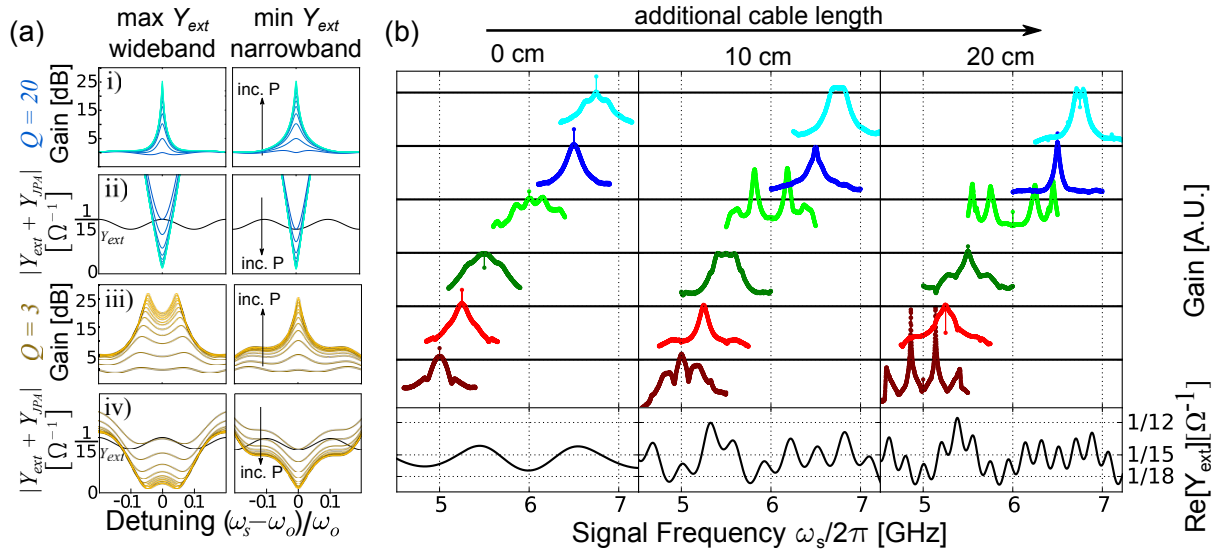 (a)
max Y_ext
wideband
min Y_ext
narrowband
Q = 20
Gain [dB]
25
15
5
i)
inc. P
|Y_ext + Y_JPA|
[Ω⁻¹]
1
15
Y_ext
0
ii)
inc. P
inc. P
Q = 3
Gain [dB]
25
15
5
iii)
inc. P
|Y_ext + Y_JPA|
[Ω⁻¹]
1
15
Y_ext
0
iv)
inc. P
−0.1 0 0.1
−0.1 0 0.1
Detuning (ω_s−ω_o)/ω_o
(b)
additional cable length
0 cm
10 cm
20 cm
Gain [A.U.]
Re[Y_ext][Ω⁻¹]
1/12
1/15
1/18
5 6 7
5 6 7
5 6 7
Signal Frequency ω_s/2π [GHz]